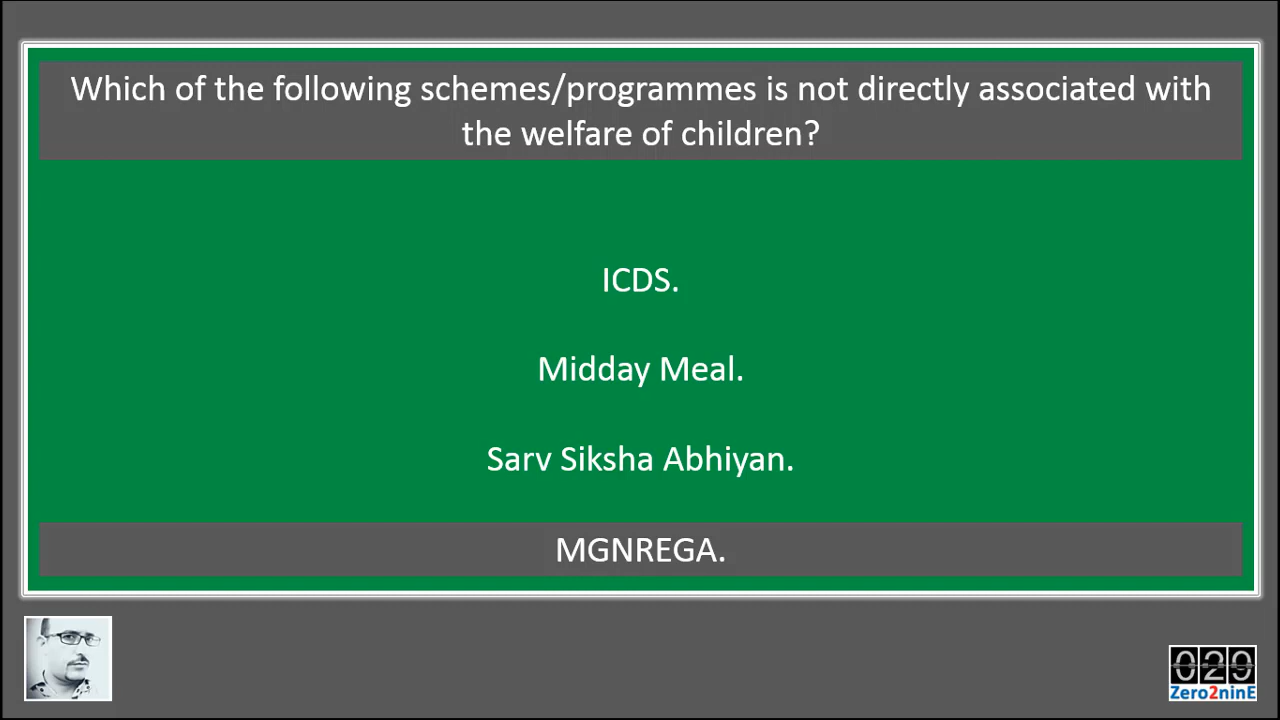 Which of the following schemes/programmes is not directly associated with
the welfare of children?
ICDS.
Midday Meal.
Sarv Siksha Abhiyan.
MGNREGA.
029
Zero2ninE